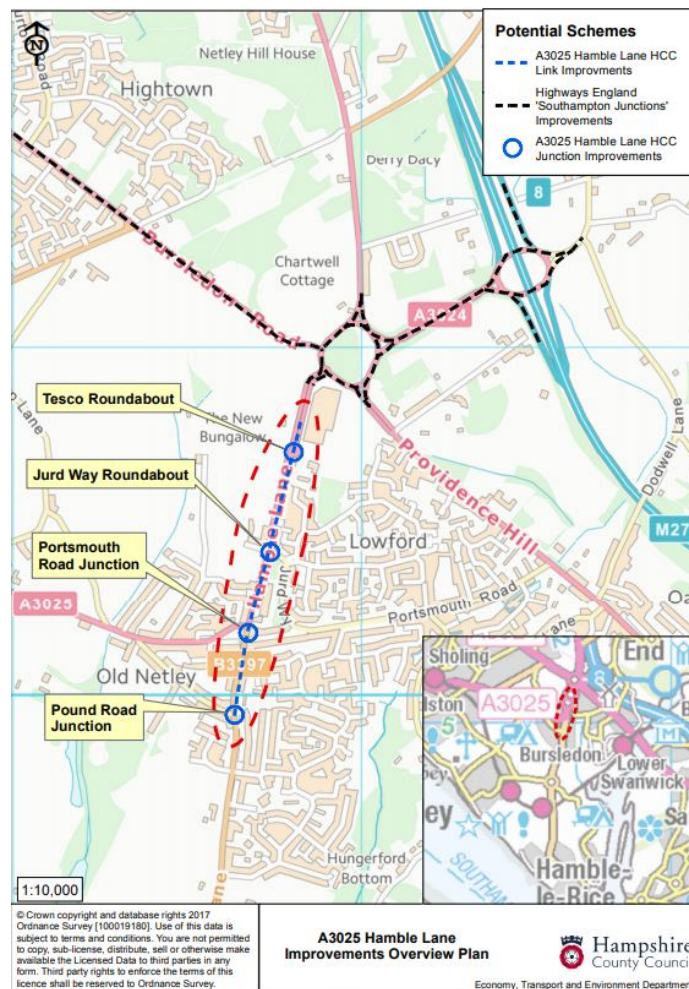 Potential Schemes
A3025 Hamble Lane HCC
Link Improvments
Highways England
'Southampton Junctions'
Improvements
A3025 Hamble Lane HCC
Junction Improvements
N
Netley Hill House
Hightown
Derry Dacy
8
Chartwell
Cottage
Bursledon Road
A3024
Tesco Roundabout
The New
Bungalow
Jurd Way Roundabout
Hamble Lane
Providence Hill
Dodwell Lane
M27
Lowford
Portsmouth
Road Junction
Jurd Way
Portsmouth Road
A3025
B3097
Old Netley
Pound Road
Junction
Hungerford
Bottom
Lane
1:10,000
Sholing
End
A3025
8
5
Bursledon
Lower
Swanwick
Hamble-
le-Rice
© Crown copyright and database rights 2017
Ordnance Survey [100019180]. Use of this data is
subject to terms and conditions. You are not permitted
to copy, sub-license, distribute, sell or otherwise make
available the Licensed Data to third parties in any
form. Third party rights to enforce the terms of this
licence shall be reserved to Ordnance Survey.
A3025 Hamble Lane
Improvements Overview Plan
Hampshire
County Council
Economy, Transport and Environment